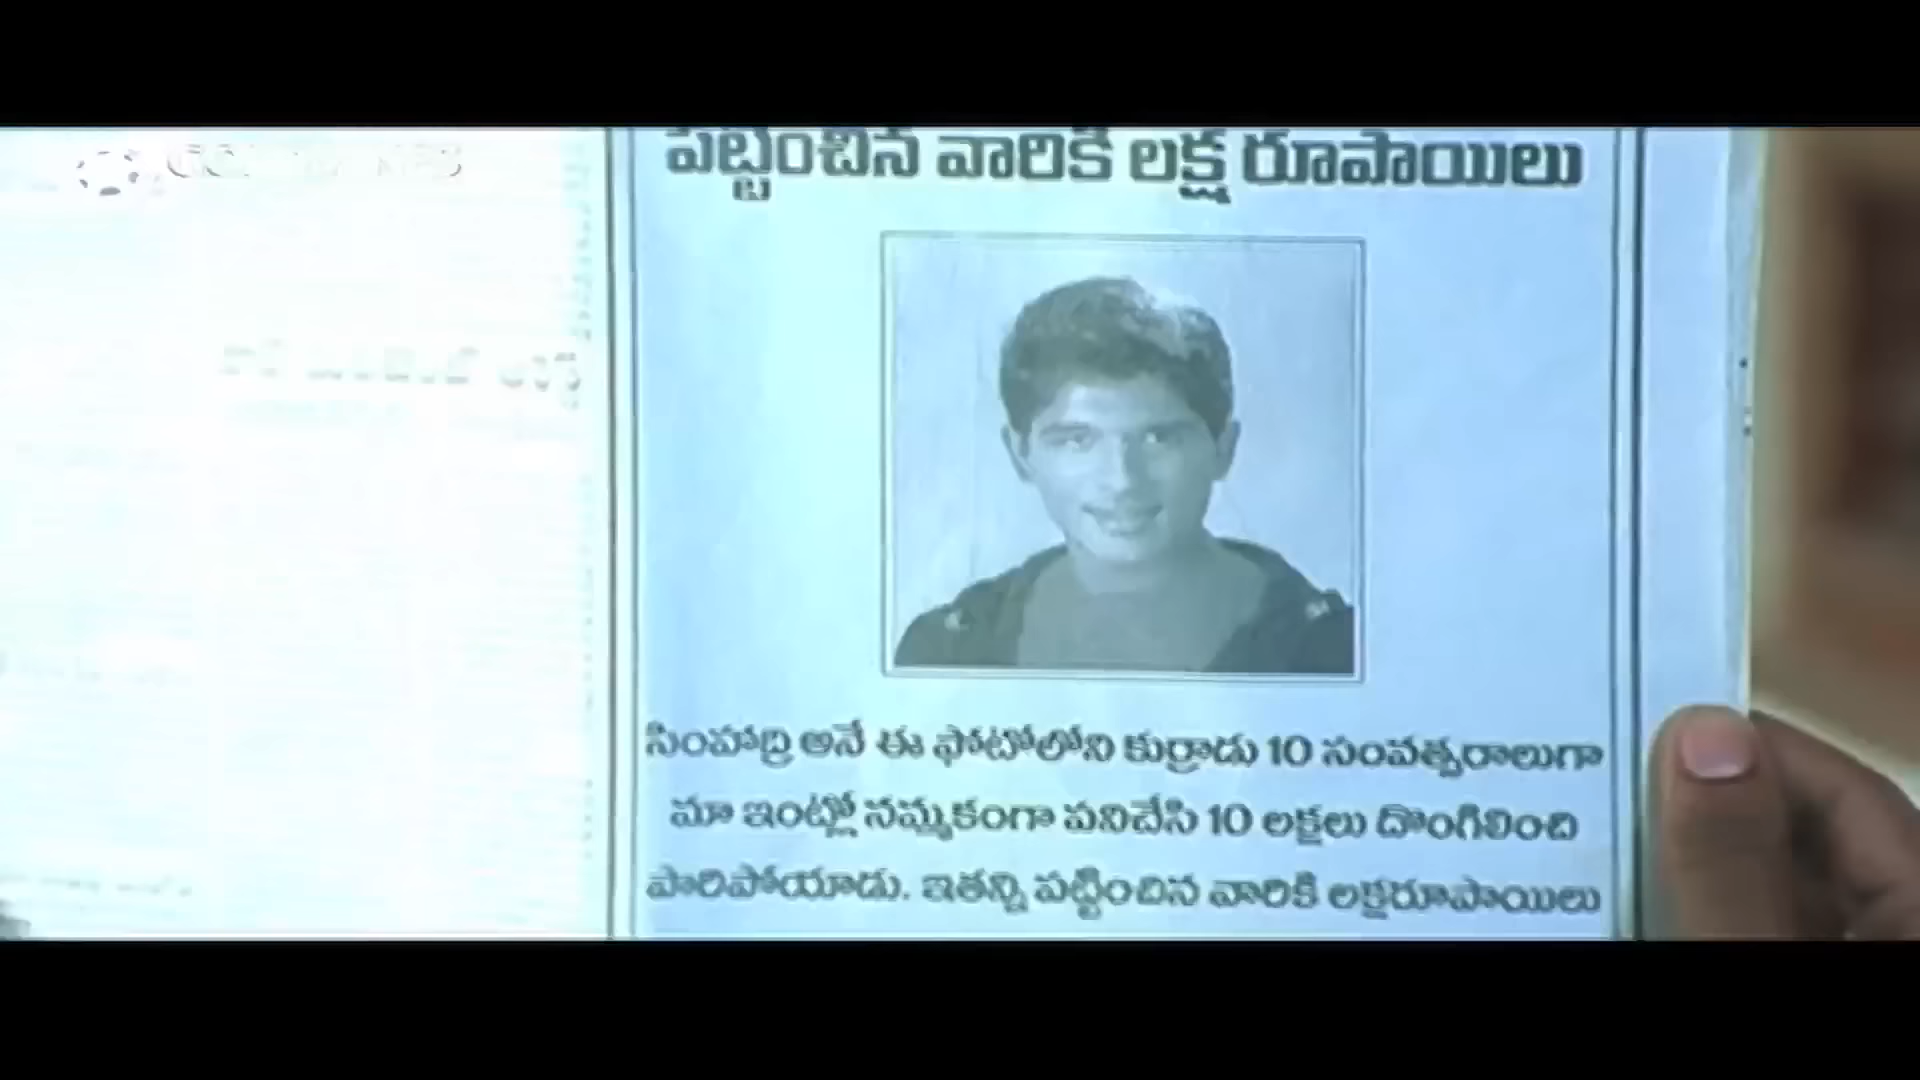 పట్టించిన వారికి లక్ష రూపాయిలు
సింహాద్రి అనే ఈ ఫోటోలోని కుర్రాడు 10 సంవత్సరాలుగా
మా ఇంట్లో నమ్మకంగా పనిచేసి 10 లక్షలు దొంగిలించి
పారిపోయాడు. ఇతన్ని పట్టించిన వారికి లక్షరూపాయిలు